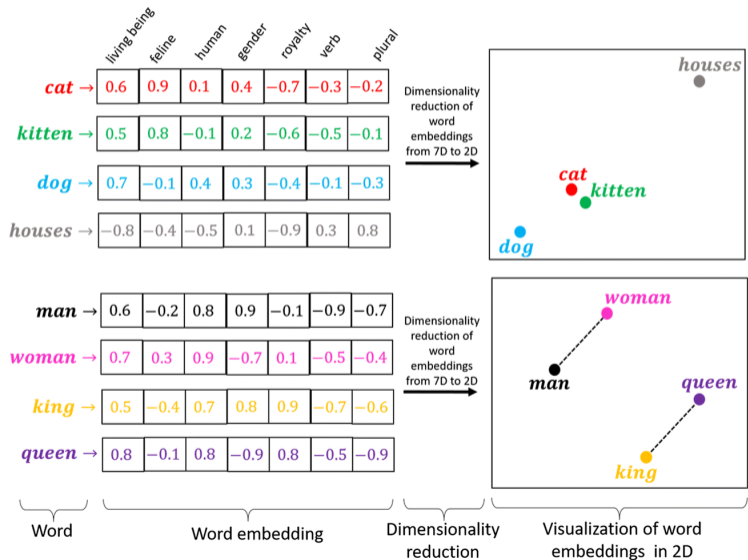 living being feline human gender royalty verb plural
cat → 0.6 0.9 0.1 0.4 −0.7 −0.3 −0.2
kitten → 0.5 0.8 −0.1 0.2 −0.6 −0.5 −0.1
dog → 0.7 −0.1 0.4 0.3 −0.4 −0.1 −0.3
houses → −0.8 −0.4 −0.5 0.1 −0.9 0.3 0.8
Dimensionality
reduction of
word
embeddings
from 7D to 2D
houses
cat
kitten
dog
man → 0.6 −0.2 0.8 0.9 −0.1 −0.9 −0.7
woman → 0.7 0.3 0.9 −0.7 0.1 −0.5 −0.4
king → 0.5 −0.4 0.7 0.8 0.9 −0.7 −0.6
queen → 0.8 −0.1 0.8 −0.9 0.8 −0.5 −0.9
Dimensionality
reduction of
word
embeddings
from 7D to 2D
woman
man
queen
king
Word
Word embedding
Dimensionality
reduction
Visualization of word
embeddings in 2D